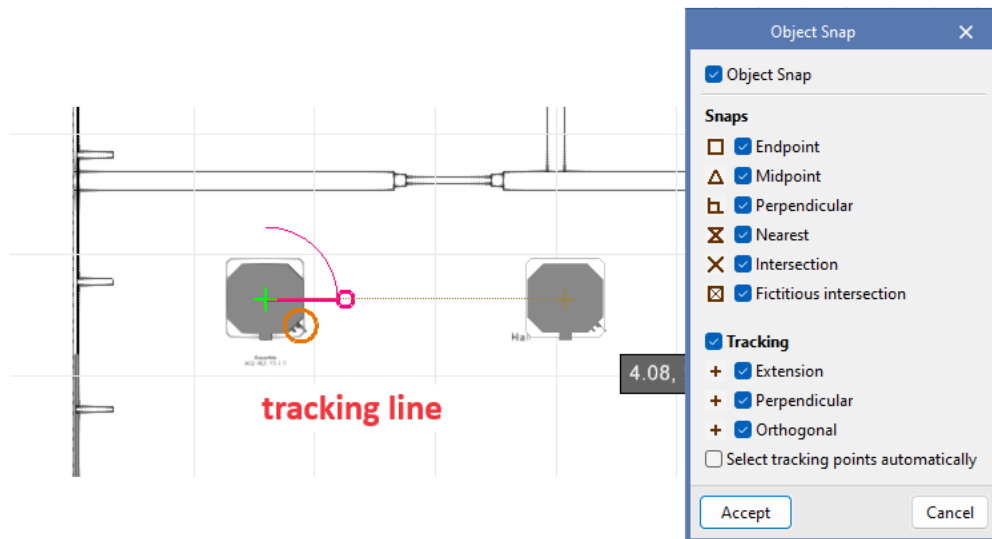 Object Snap
Object Snap
Snaps
Endpoint
Midpoint
Perpendicular
Nearest
Intersection
Fictitious intersection
Tracking
Extension
Perpendicular
Orthogonal
Select tracking points automatically
Accept
Cancel
Ha
4.08,
tracking line